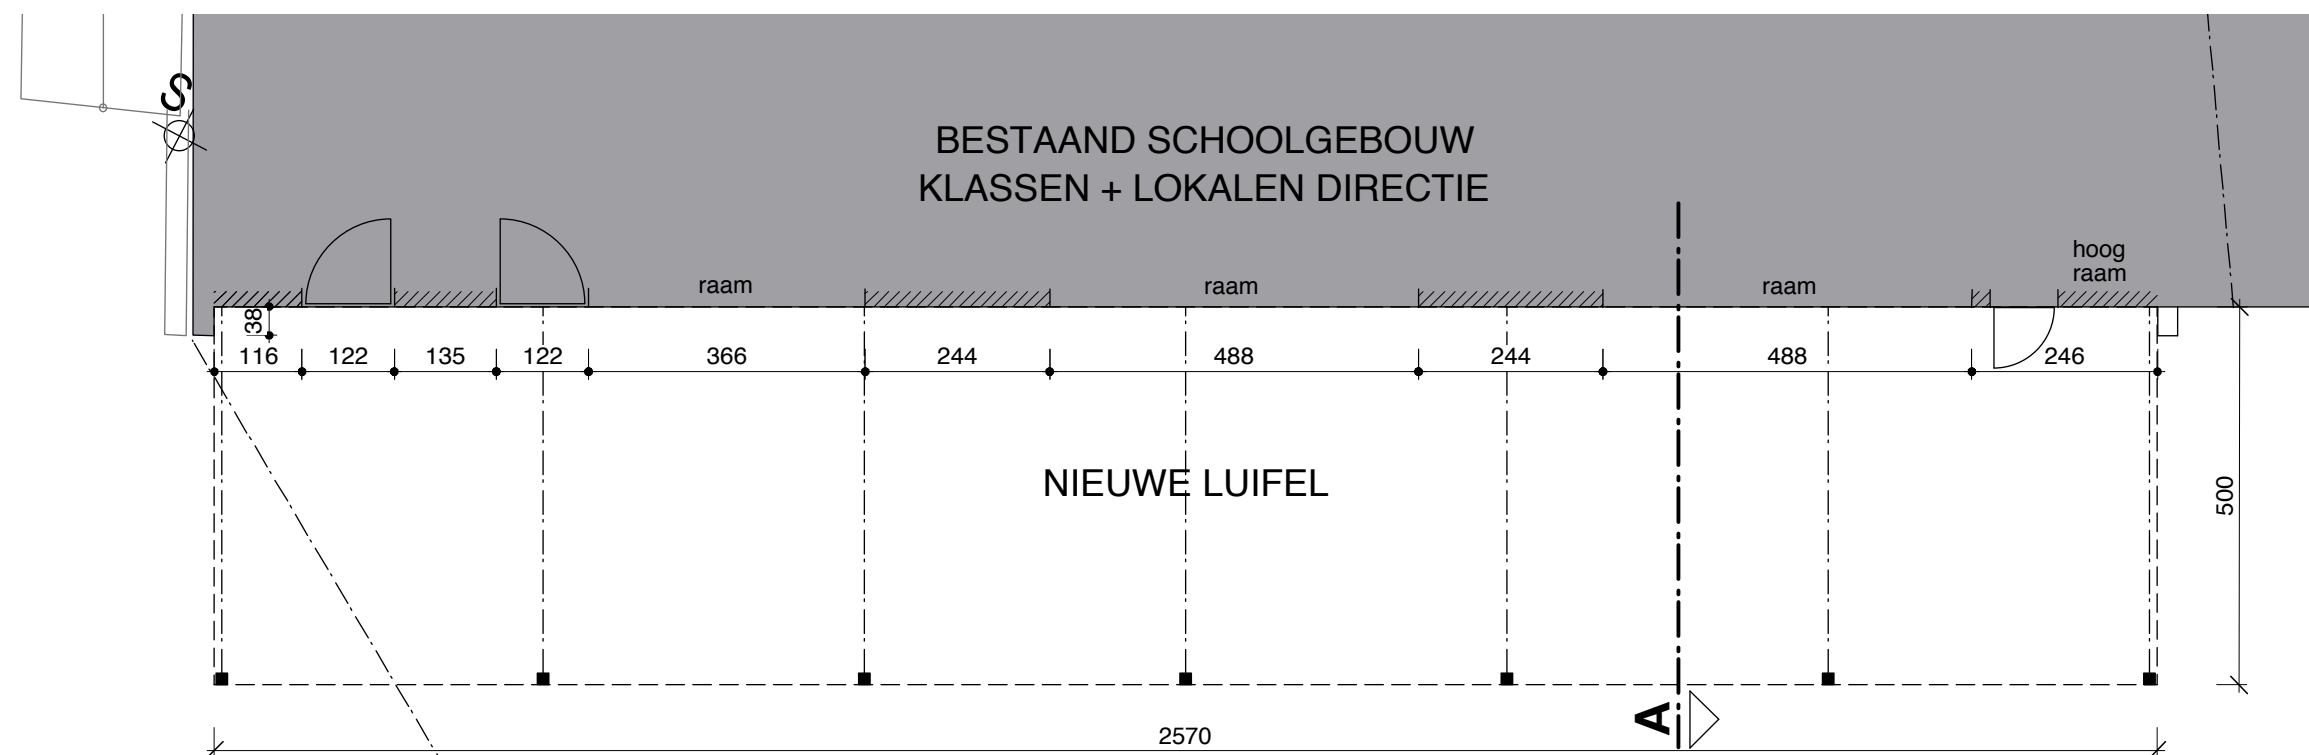 S
BESTAAND SCHOOLGEBOUW
KLASSEN + LOKALEN DIRECTIE
hoog
raam
raam
raam
raam
38
116 122 135 122 366 244 488 244 488 246
NIEUWE LUIFEL
500
A
2570